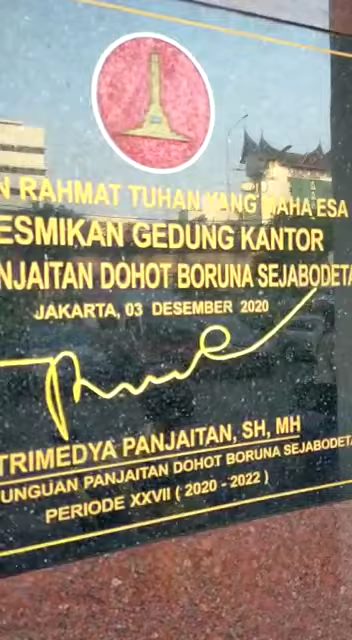 N RAHMAT TUHAN YANG MAHA ESA
ESMIKAN GEDUNG KANTOR
NJAITAN DOHOT BORUNA SEJABODETA
JAKARTA, 03 DESEMBER 2020
TRIMEDYA PANJAITAN, SH, MH
UNGUAN PANJAITAN DOHOT BORUNA SEJABODETA
PERIODE XXVII ( 2020 - 2022 )